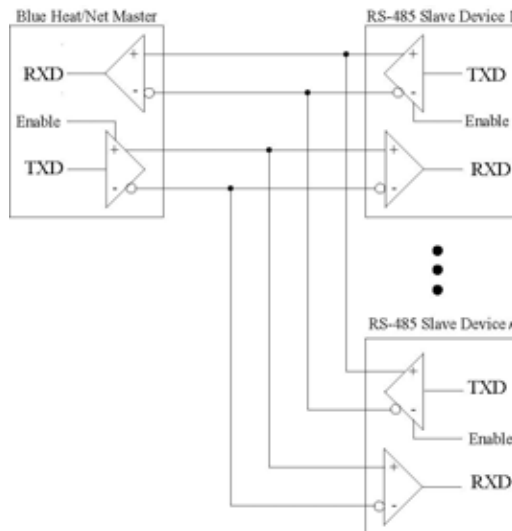 Blue Heat/Net Master
RXD
+
-
Enable
TXD
+
-
RS-485 Slave Device
+
-
TXD
Enable
+
-
RXD
RS-485 Slave Device
+
-
TXD
Enable
+
-
RXD